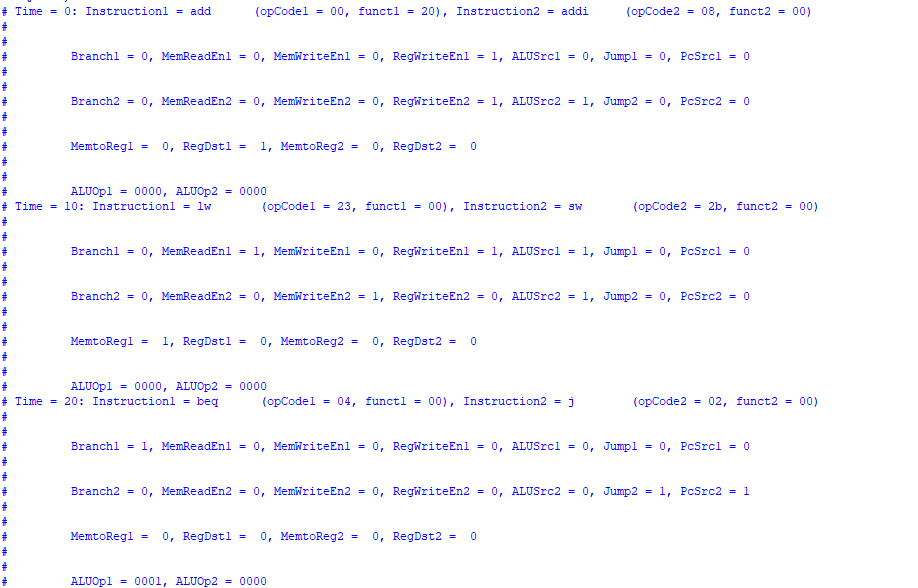 # Time = 0: Instruction1 = add      (opCode1 = 00, funct1 = 20), Instruction2 = addi     (opCode2 = 08, funct2 = 00)
#
#
#         Branch1 = 0, MemReadEn1 = 0, MemWriteEn1 = 0, RegWriteEn1 = 1, ALUSrc1 = 0, Jump1 = 0, PcSrc1 = 0
#
#
#         Branch2 = 0, MemReadEn2 = 0, MemWriteEn2 = 0, RegWriteEn2 = 1, ALUSrc2 = 1, Jump2 = 0, PcSrc2 = 0
#
#
#         MemtoReg1 =  0, RegDst1 =  1, MemtoReg2 =  0, RegDst2 =  0
#
#
#         ALUOp1 = 0000, ALUOp2 = 0000
# Time = 10: Instruction1 = lw       (opCode1 = 23, funct1 = 00), Instruction2 = sw       (opCode2 = 2b, funct2 = 00)
#
#
#         Branch1 = 0, MemReadEn1 = 1, MemWriteEn1 = 0, RegWriteEn1 = 1, ALUSrc1 = 1, Jump1 = 0, PcSrc1 = 0
#
#
#         Branch2 = 0, MemReadEn2 = 0, MemWriteEn2 = 1, RegWriteEn2 = 0, ALUSrc2 = 1, Jump2 = 0, PcSrc2 = 0
#
#
#         MemtoReg1 =  1, RegDst1 =  0, MemtoReg2 =  0, RegDst2 =  0
#
#
#         ALUOp1 = 0000, ALUOp2 = 0000
# Time = 20: Instruction1 = beq      (opCode1 = 04, funct1 = 00), Instruction2 = j        (opCode2 = 02, funct2 = 00)
#
#
#         Branch1 = 1, MemReadEn1 = 0, MemWriteEn1 = 0, RegWriteEn1 = 0, ALUSrc1 = 0, Jump1 = 0, PcSrc1 = 0
#
#
#         Branch2 = 0, MemReadEn2 = 0, MemWriteEn2 = 0, RegWriteEn2 = 0, ALUSrc2 = 0, Jump2 = 1, PcSrc2 = 1
#
#
#         MemtoReg1 =  0, RegDst1 =  0, MemtoReg2 =  0, RegDst2 =  0
#
#
#         ALUOp1 = 0001, ALUOp2 = 0000